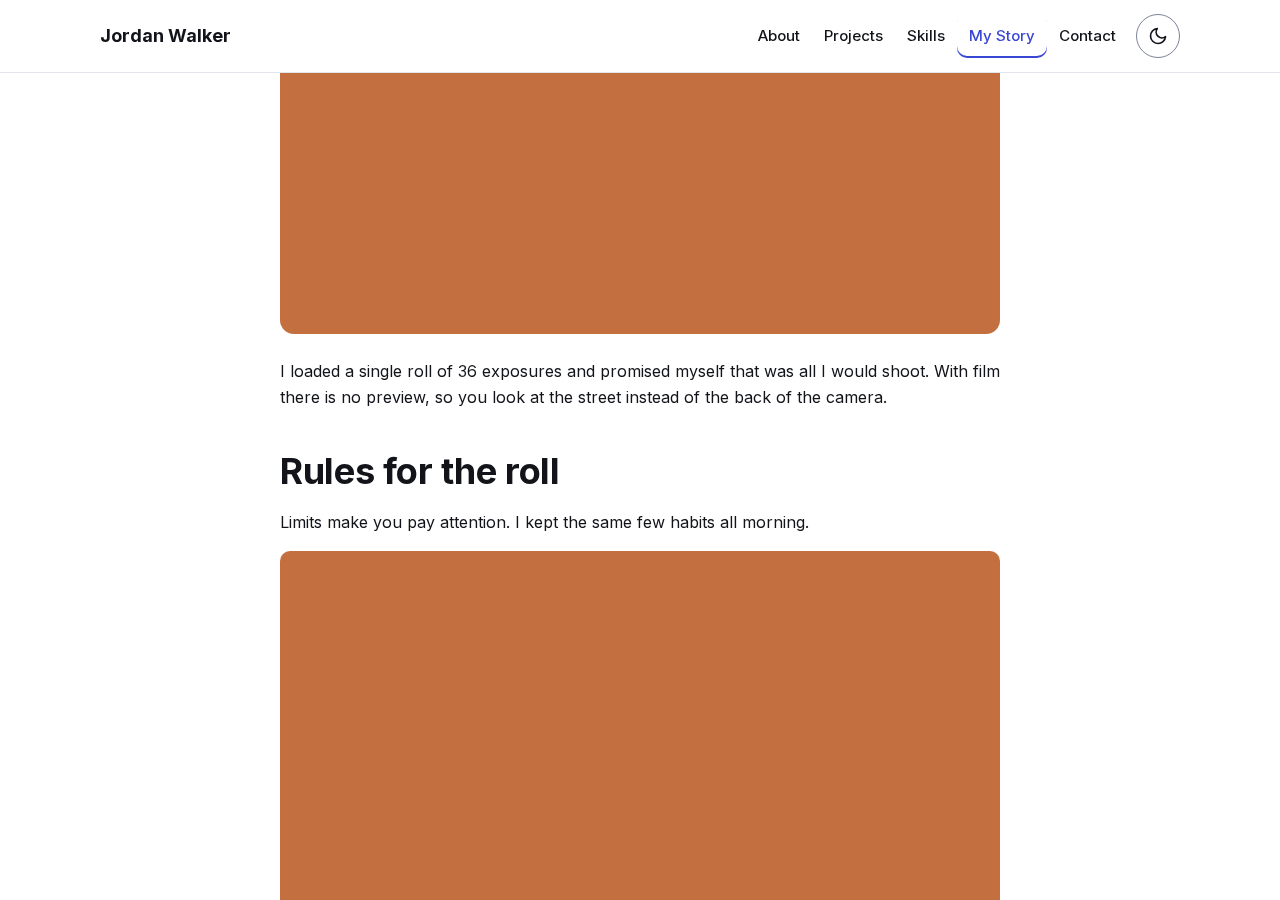 Jordan Walker
About Projects Skills My Story Contact
I loaded a single roll of 36 exposures and promised myself that was all I would shoot. With film
there is no preview, so you look at the street instead of the back of the camera.
Rules for the roll
Limits make you pay attention. I kept the same few habits all morning.